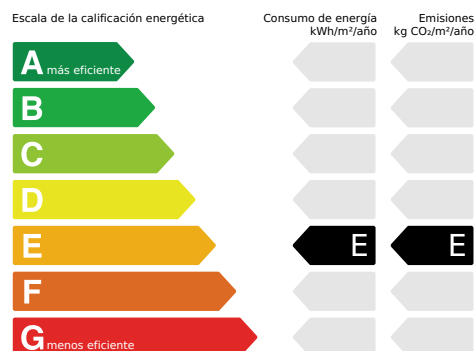 Escala de la calificación energética
Consumo de energía
kWh/m²/año
Emisiones
kg CO₂/m²/año
A más eficiente
B
C
D
E E E
F
G menos eficiente